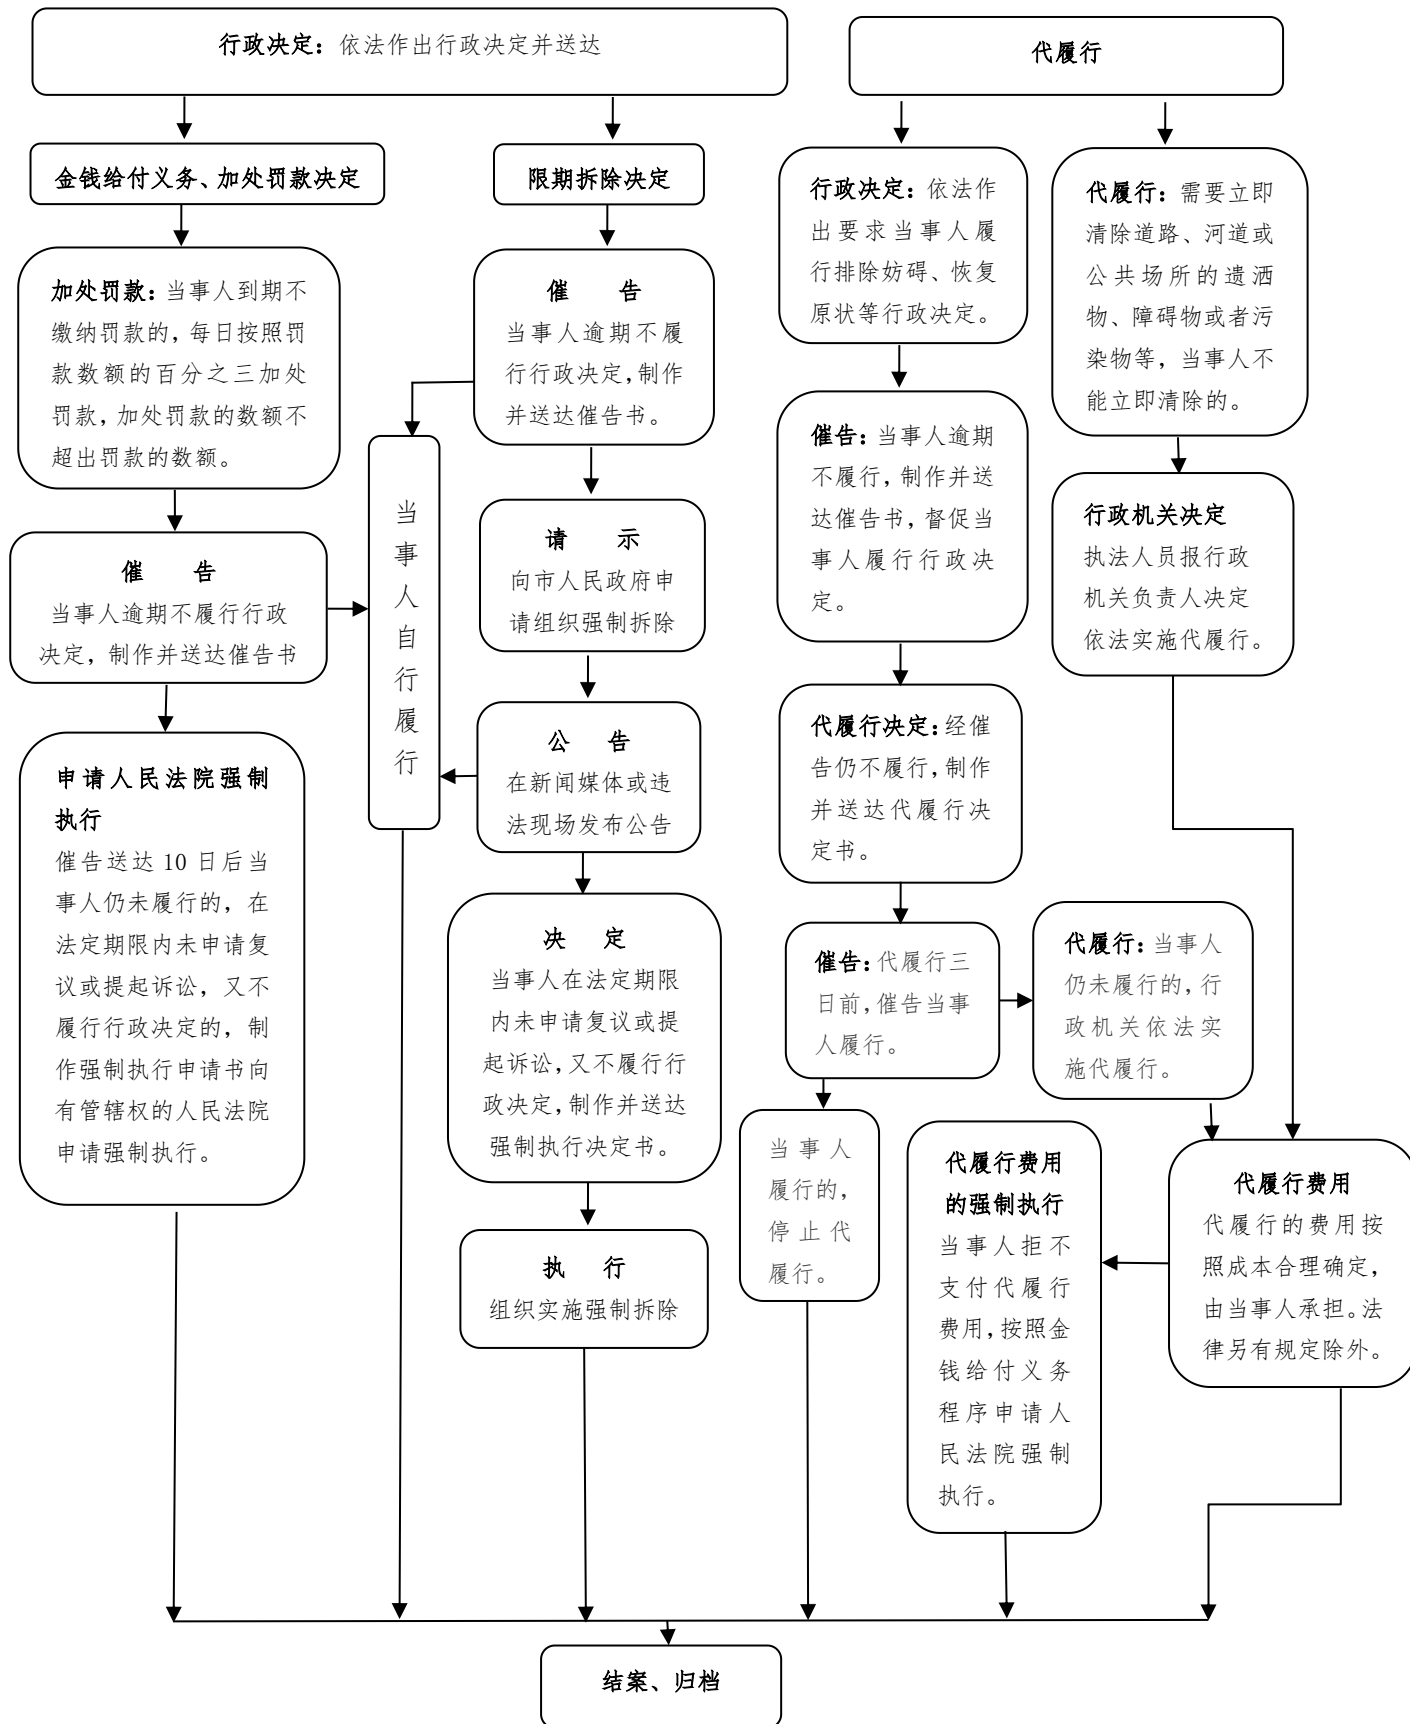 行政决定：依法作出行政决定并送达
代履行
金钱给付义务、加处罚款决定
限期拆除决定
行政决定：依法作
出要求当事人履
行排除妨碍、恢复
原状等行政决定。
代履行：需要立即
清除道路、河道或
公共场所的遗洒
物、障碍物或者污
染物等，当事人不
能立即清除的。
加处罚款：当事人到期不
缴纳罚款的，每日按照罚
款数额的百分之三加处
罚款，加处罚款的数额不
超出罚款的数额。
催 告
当事人逾期不履
行行政决定，制作
并送达催告书。
催告：当事人逾期
不履行，制作并送
达催告书，督促当
事人履行行政决
定。
行政机关决定
执法人员报行政
机关负责人决定
依法实施代履行。
当
事
人
自
行
履
行
请 示
向市人民政府申
请组织强制拆除
催 告
当事人逾期不履行行政
决定，制作并送达催告书
公 告
在新闻媒体或违
法现场发布公告
代履行决定：经催
告仍不履行，制作
并送达代履行决
定书。
申请人民法院强制
执行
催告送达 10 日后当
事人仍未履行的，在
法定期限内未申请复
议或提起诉讼，又不
履行行政决定的，制
作强制执行申请书向
有管辖权的人民法院
申请强制执行。
决 定
当事人在法定期限
内未申请复议或提
起诉讼，又不履行行
政决定，制作并送达
强制执行决定书。
催告：代履行三
日前，催告当事
人履行。
代履行：当事人
仍未履行的，行
政机关依法实
施代履行。
当事人
履行的，
停止代
履行。
代履行费用
的强制执行
当事人拒不
支付代履行
费用，按照金
钱给付义务
程序申请人
民法院强制
执行。
代履行费用
代履行的费用按
照成本合理确定，
由当事人承担。法
律另有规定除外。
执 行
组织实施强制拆除
结案、归档